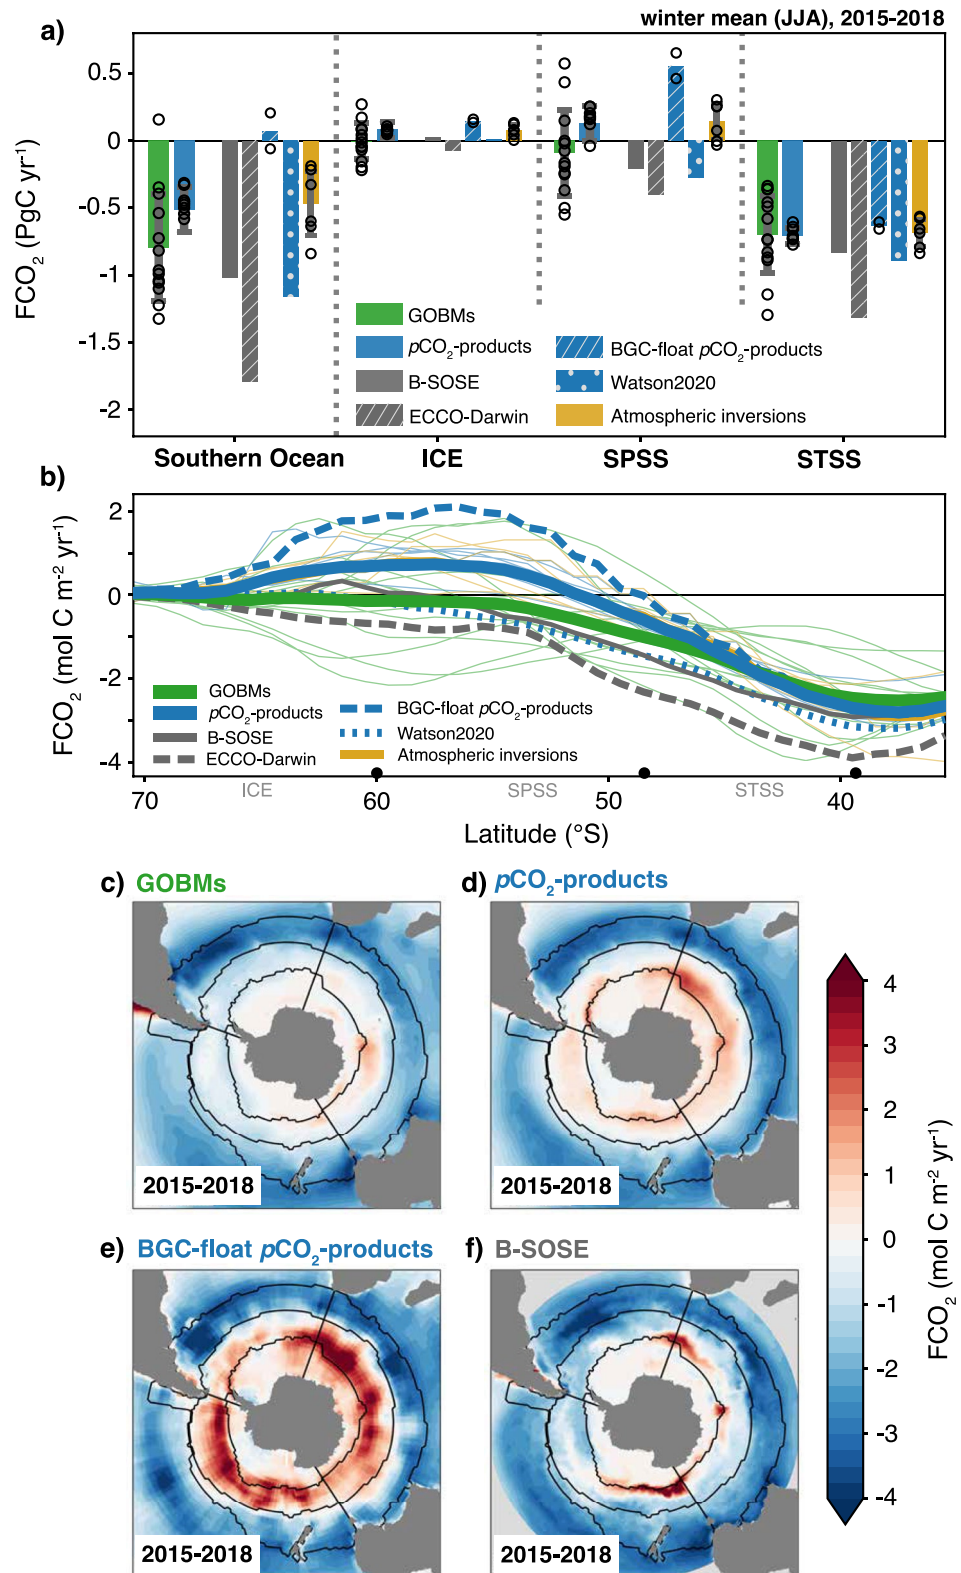 winter mean (JJA), 2015-2018
a)
0.5
0
-0.5
-1
-1.5
-2
FCO₂ (PgC yr⁻¹)
GOBMs
pCO₂-products
B-SOSE
ECCO-Darwin
BGC-float pCO₂-products
Watson2020
Atmospheric inversions
Southern Ocean ICE SPSS STSS
b)
2
0
-2
-4
FCO₂ (mol C m⁻² yr⁻¹)
GOBMs
pCO₂-products
B-SOSE
ECCO-Darwin
BGC-float pCO₂-products
Watson2020
Atmospheric inversions
ICE SPSS STSS
70 60 50 40
Latitude (°S)
c) GOBMs
2015-2018
d) pCO₂-products
2015-2018
e) BGC-float pCO₂-products
2015-2018
f) B-SOSE
2015-2018
4
3
2
1
0
-1
-2
-3
-4
FCO₂ (mol C m⁻² yr⁻¹)